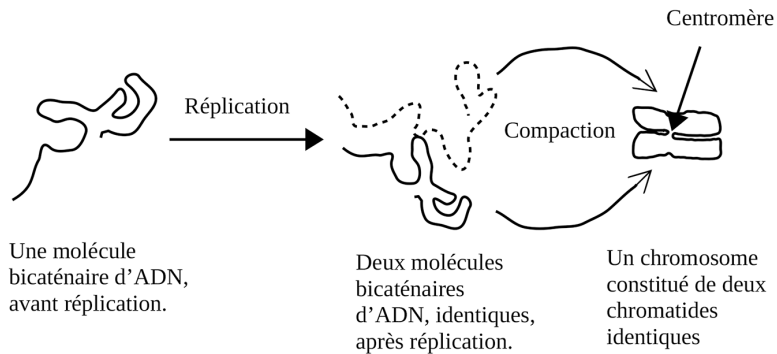 Centromère
Réplication
Compaction
Une molécule
bicaténaire d’ADN,
avant réplication.
Deux molécules
bicaténaires
d’ADN, identiques,
après réplication.
Un chromosome
constitué de deux
chromatides
identiques